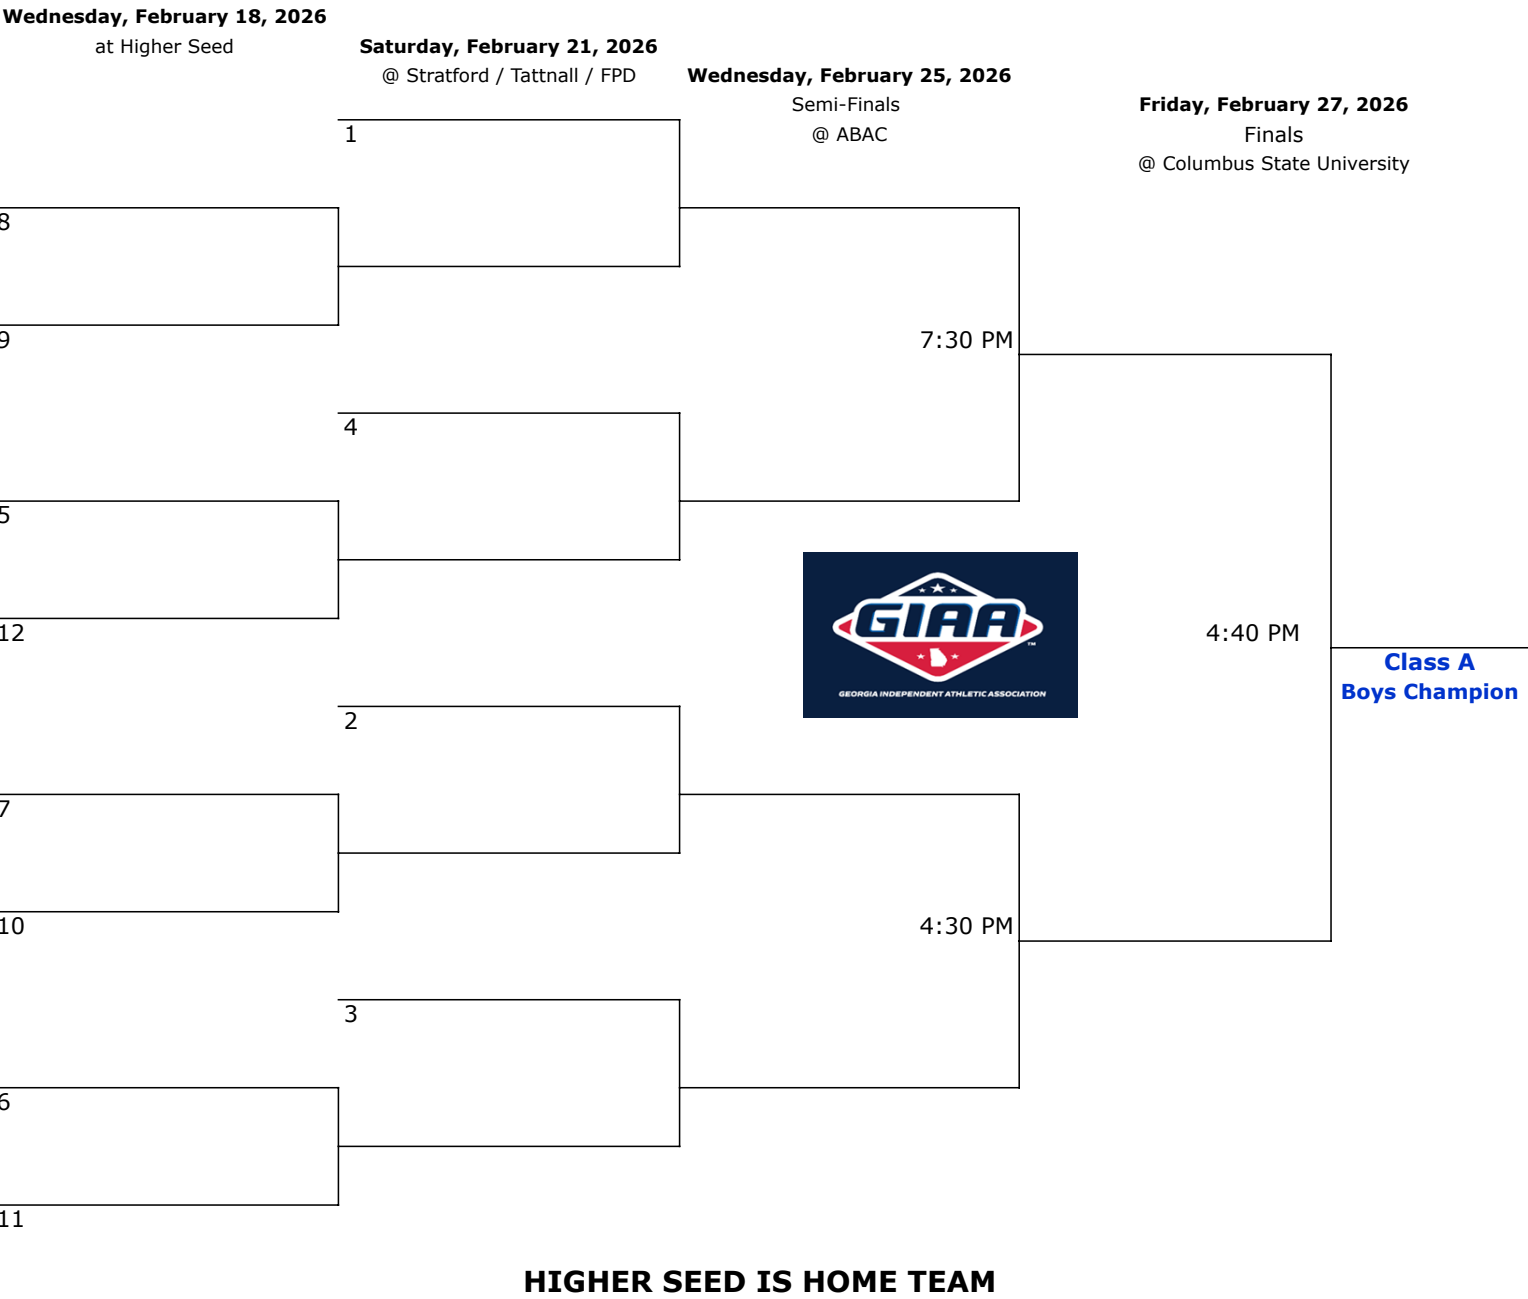 Wednesday, February 18, 2026
at Higher Seed
Saturday, February 21, 2026
@ Stratford / Tattnall / FPD
Wednesday, February 25, 2026
Semi-Finals
@ ABAC
Friday, February 27, 2026
Finals
@ Columbus State University
1
8
9
7:30 PM
4
5
12
GIAA
TM
GEORGIA INDEPENDENT ATHLETIC ASSOCIATION
4:40 PM
Class A
Boys Champion
2
7
10
4:30 PM
3
6
11
HIGHER SEED IS HOME TEAM